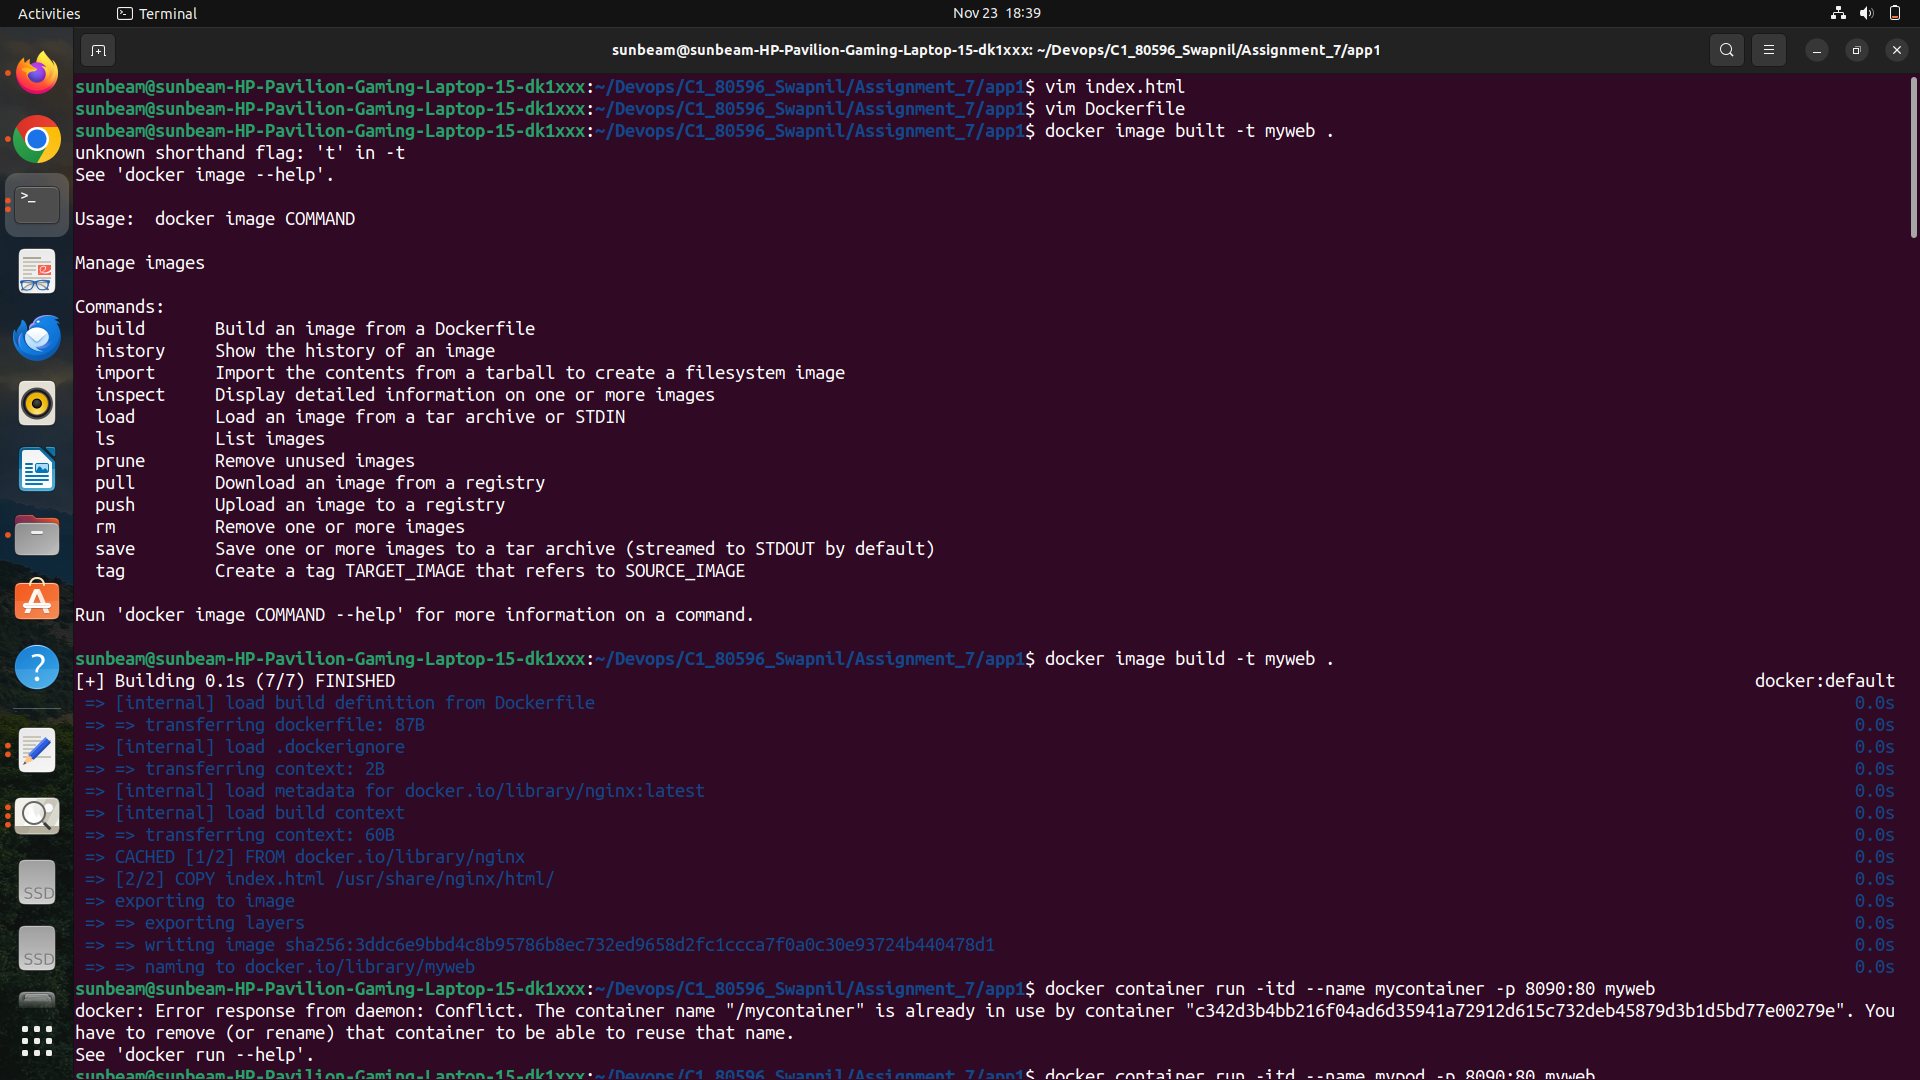 Activities
Terminal
Nov 23 18:39
sunbeam@sunbeam-HP-Pavilion-Gaming-Laptop-15-dk1xxx: ~/Devops/C1_80596_Swapnil/Assignment_7/app1
sunbeam@sunbeam-HP-Pavilion-Gaming-Laptop-15-dk1xxx:~/Devops/C1_80596_Swapnil/Assignment_7/app1$ vim index.html
sunbeam@sunbeam-HP-Pavilion-Gaming-Laptop-15-dk1xxx:~/Devops/C1_80596_Swapnil/Assignment_7/app1$ vim Dockerfile
sunbeam@sunbeam-HP-Pavilion-Gaming-Laptop-15-dk1xxx:~/Devops/C1_80596_Swapnil/Assignment_7/app1$ docker image built -t myweb .
unknown shorthand flag: 't' in -t
See 'docker image --help'.
Usage:  docker image COMMAND
Manage images
Commands:
build       Build an image from a Dockerfile
history     Show the history of an image
import      Import the contents from a tarball to create a filesystem image
inspect     Display detailed information on one or more images
load        Load an image from a tar archive or STDIN
ls          List images
prune       Remove unused images
pull        Download an image from a registry
push        Upload an image to a registry
rm          Remove one or more images
save        Save one or more images to a tar archive (streamed to STDOUT by default)
tag         Create a tag TARGET_IMAGE that refers to SOURCE_IMAGE
Run 'docker image COMMAND --help' for more information on a command.
sunbeam@sunbeam-HP-Pavilion-Gaming-Laptop-15-dk1xxx:~/Devops/C1_80596_Swapnil/Assignment_7/app1$ docker image build -t myweb .
[+] Building 0.1s (7/7) FINISHED docker:default
=> [internal] load build definition from Dockerfile 0.0s
=> => transferring dockerfile: 87B 0.0s
=> [internal] load .dockerignore 0.0s
=> => transferring context: 2B 0.0s
=> [internal] load metadata for docker.io/library/nginx:latest 0.0s
=> [internal] load build context 0.0s
=> => transferring context: 60B 0.0s
=> CACHED [1/2] FROM docker.io/library/nginx 0.0s
=> [2/2] COPY index.html /usr/share/nginx/html/ 0.0s
=> exporting to image 0.0s
=> => exporting layers 0.0s
=> => writing image sha256:3ddc6e9bbd4c8b95786b8ec732ed9658d2fc1ccca7f0a0c30e93724b440478d1 0.0s
=> => naming to docker.io/library/myweb 0.0s
sunbeam@sunbeam-HP-Pavilion-Gaming-Laptop-15-dk1xxx:~/Devops/C1_80596_Swapnil/Assignment_7/app1$ docker container run -itd --name mycontainer -p 8090:80 myweb
docker: Error response from daemon: Conflict. The container name "/mycontainer" is already in use by container "c342d3b4bb216f04ad6d35941a72912d615c732deb45879d3b1d5bd77e00279e". You
have to remove (or rename) that container to be able to reuse that name.
See 'docker run --help'.
sunbeam@sunbeam-HP-Pavilion-Gaming-Laptop-15-dk1xxx:~/Devops/C1_80596_Swapnil/Assignment_7/app1$ docker container run -itd --name mypod -p 8090:80 myweb
SSD
SSD